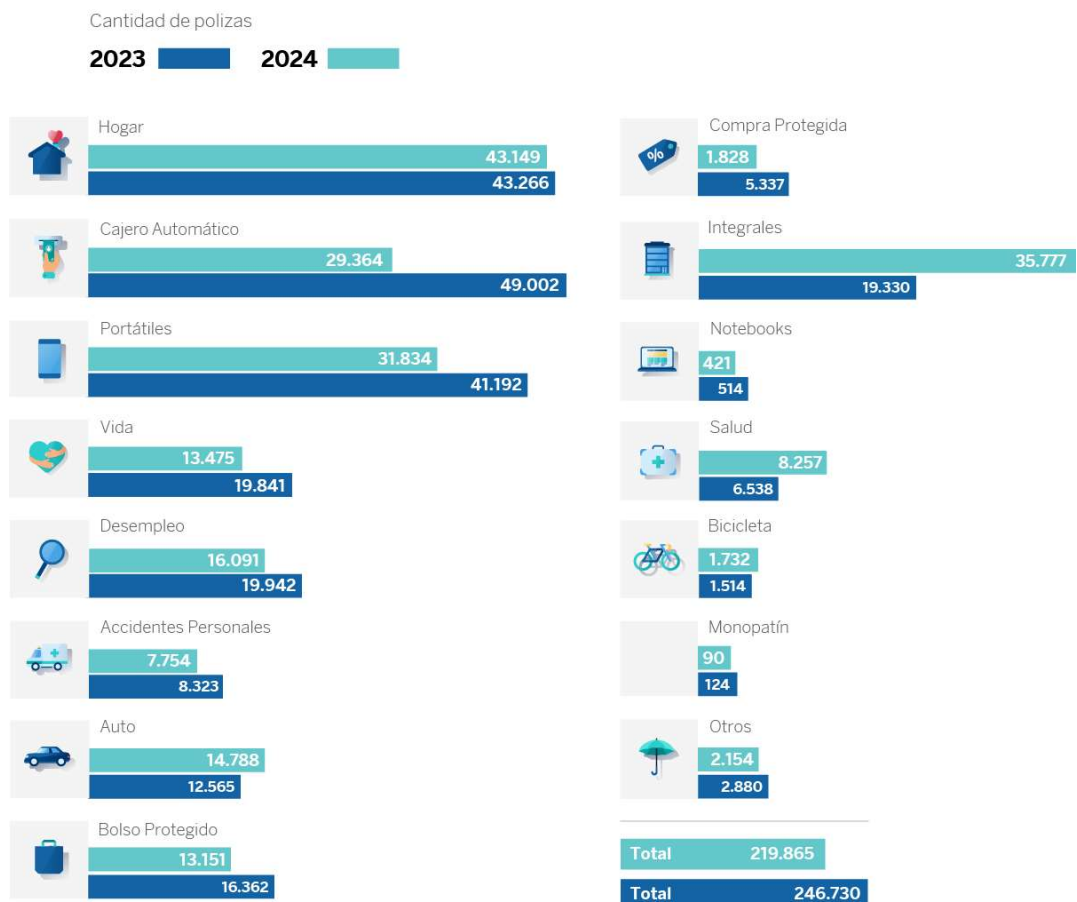 Cantidad de polizas
2023 2024
Hogar
43.149
43.266
Cajero Automático
29.364
49.002
Portátiles
31.834
41.192
Vida
13.475
19.841
Desempleo
16.091
19.942
Accidentes Personales
7.754
8.323
Auto
14.788
12.565
Bolso Protegido
13.151
16.362
Compra Protegida
%
1.828
5.337
Integrales
35.777
19.330
Notebooks
421
514
Salud
8.257
6.538
Bicicleta
1.732
1.514
Monopatín
90
124
Otros
2.154
2.880
Total 219.865
Total 246.730